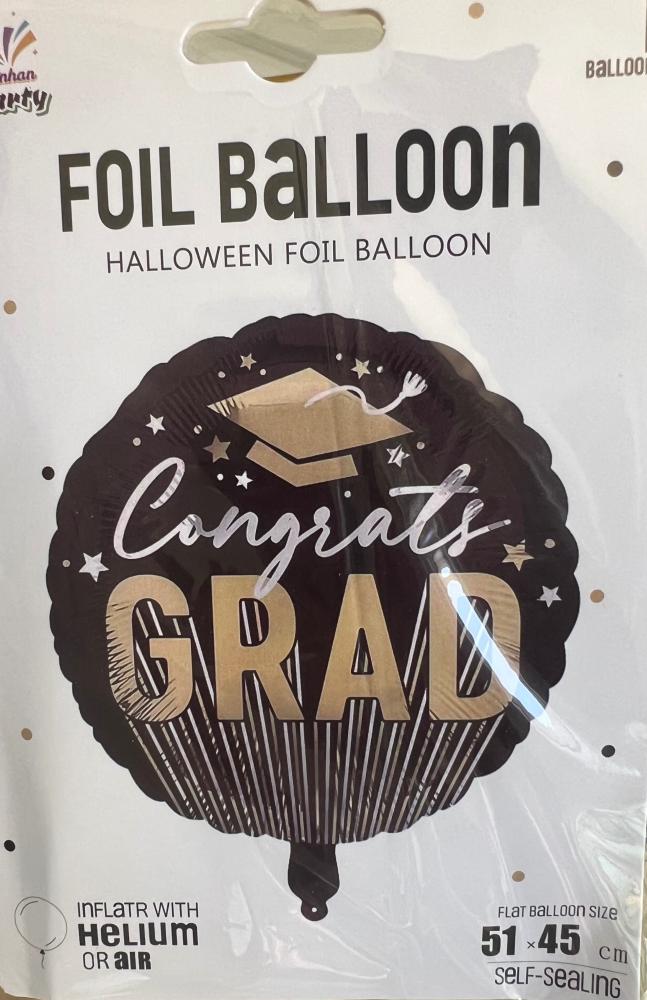 FOIL BaLLOOn
HALLOWEEN FOIL BALLOON
Congrats
GRAD
InFLATR WITH
HeLIUm
OR aIR
FLAT BaLLOOn SIZe
51 × 45 cm
SeLF-SeaLInG